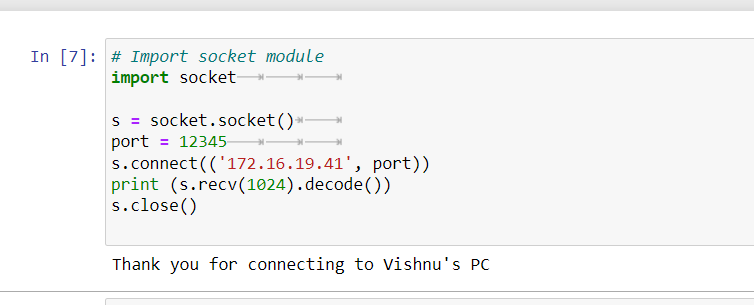 In [7]: # Import socket module
import socket

s = socket.socket()
port = 12345
s.connect(('172.16.19.41', port))
print (s.recv(1024).decode())
s.close()

Thank you for connecting to Vishnu's PC